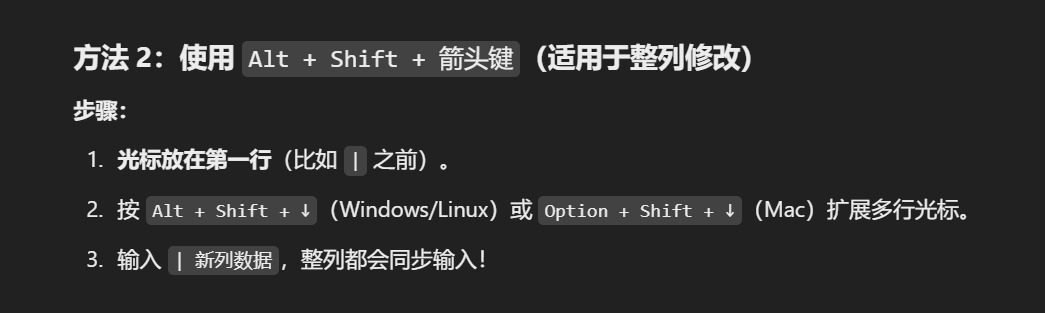 方法 2：使用 Alt + Shift + 箭头键（适用于整列修改）
步骤：
1. 光标放在第一行（比如 | 之前）。
2. 按 Alt + Shift + ↓（Windows/Linux）或 Option + Shift + ↓（Mac）扩展多行光标。
3. 输入 | 新列数据，整列都会同步输入！